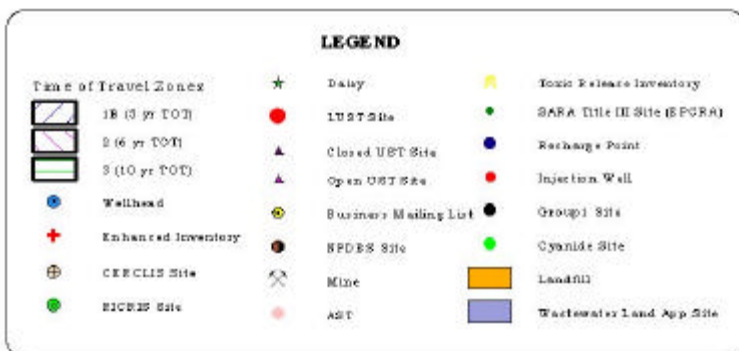 LEGEND
Time of Travel Zones
1B (3 yr TOT)
2 (6 yr TOT)
3 (10 yr TOT)
Wellhead
Enhanced Inventory
CERCLIS Site
RICRIS Site
Dairy
LUST Site
Closed UST Site
Open UST Site
Business Mailing List
NPDES Site
Mine
AST
Toxic Release Inventory
SARA Title III Site (EPCRA)
Recharge Point
Injection Well
Group1 Site
Cyanide Site
Landfill
Wastewater Land App Site